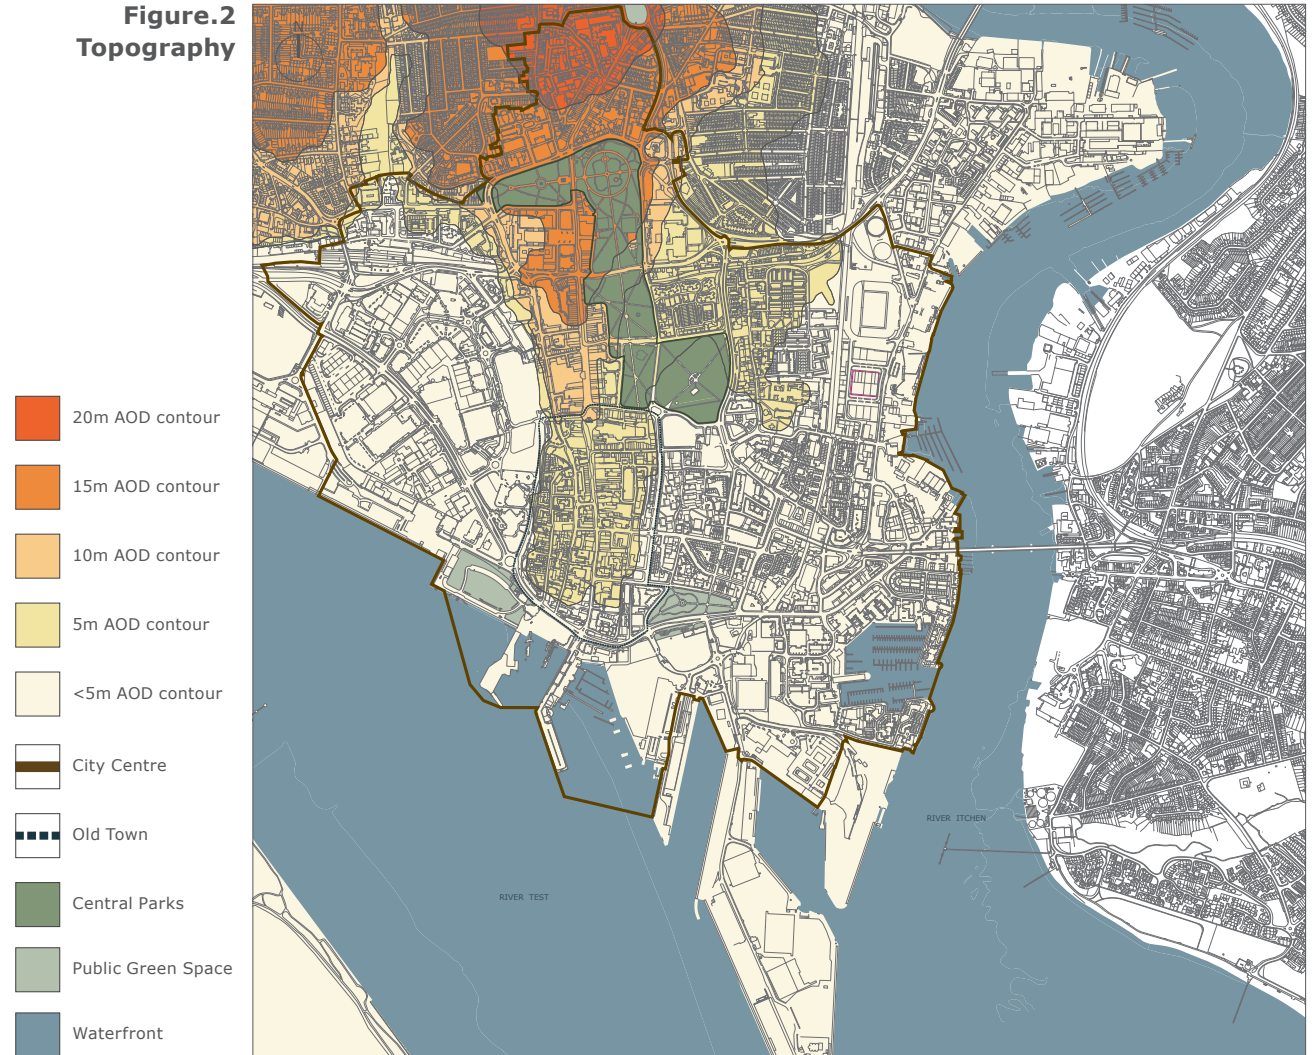 Figure.2
Topography
20m AOD contour
15m AOD contour
10m AOD contour
5m AOD contour
<5m AOD contour
City Centre
Old Town
Central Parks
Public Green Space
Waterfront
RIVER ITCHEN
RIVER TEST